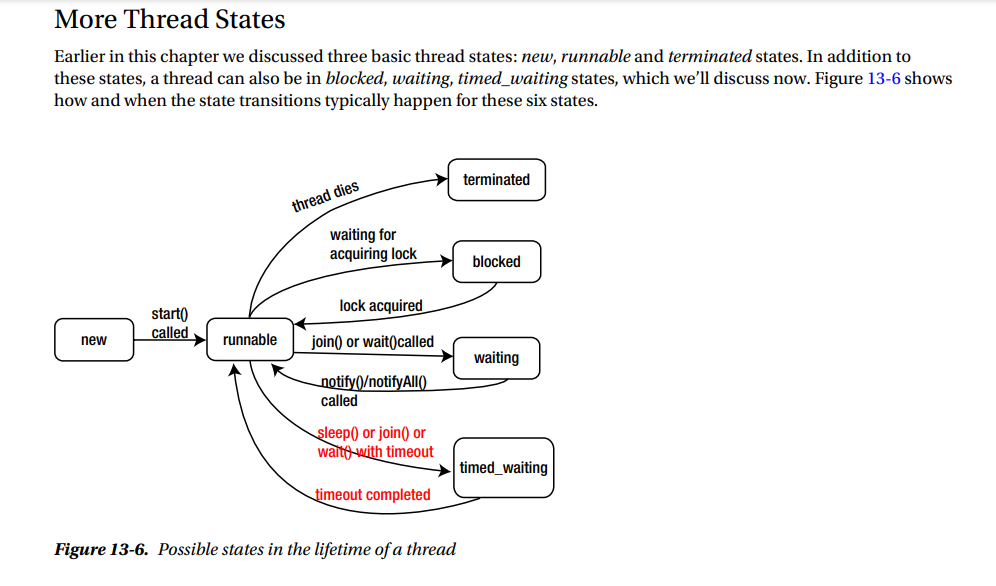 More Thread States
Earlier in this chapter we discussed three basic thread states: new, runnable and terminated states. In addition to
these states, a thread can also be in blocked, waiting, timed_waiting states, which we'll discuss now. Figure 13-6 shows
how and when the state transitions typically happen for these six states.
thread dies
terminated
waiting for
acquiring lock
blocked
lock acquired
start()
called
new
runnable
join() or wait()called
waiting
notify()/notifyAll()
called
sleep() or join() or
wait() with timeout
timed_waiting
timeout completed
Figure 13-6. Possible states in the lifetime of a thread